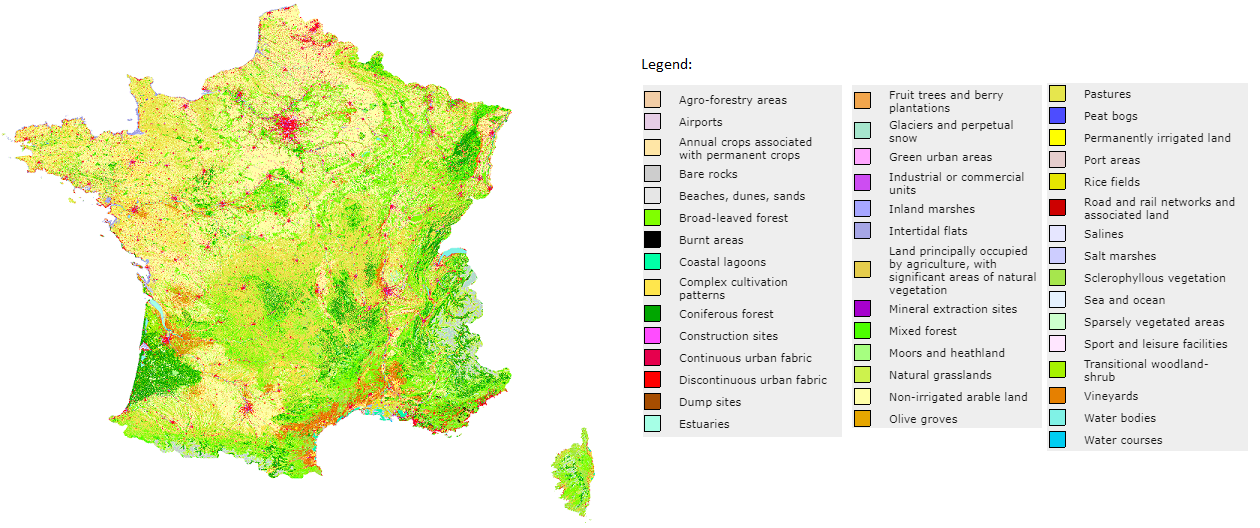 Legend:
Agro-forestry areas
Airports
Annual crops associated
with permanent crops
Bare rocks
Beaches, dunes, sands
Broad-leaved forest
Burnt areas
Coastal lagoons
Complex cultivation
patterns
Coniferous forest
Construction sites
Continuous urban fabric
Discontinuous urban fabric
Dump sites
Estuaries
Fruit trees and berry
plantations
Glaciers and perpetual
snow
Green urban areas
Industrial or commercial
units
Inland marshes
Intertidal flats
Land principally occupied
by agriculture, with
significant areas of natural
vegetation
Mineral extraction sites
Mixed forest
Moors and heathland
Natural grasslands
Non-irrigated arable land
Olive groves
Pastures
Peat bogs
Permanently irrigated land
Port areas
Rice fields
Road and rail networks and
associated land
Salines
Salt marshes
Sclerophyllous vegetation
Sea and ocean
Sparsely vegetated areas
Sport and leisure facilities
Transitional woodland-
shrub
Vineyards
Water bodies
Water courses